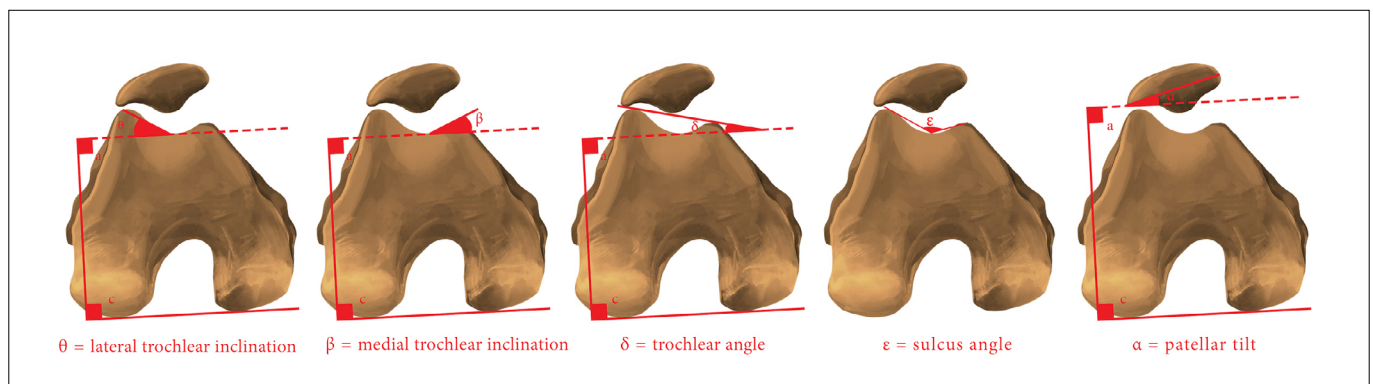 θ
β
δ
ε
α
a
a
a
a
c
c
c
c
θ = lateral trochlear inclination
β = medial trochlear inclination
δ = trochlear angle
ε = sulcus angle
α = patellar tilt